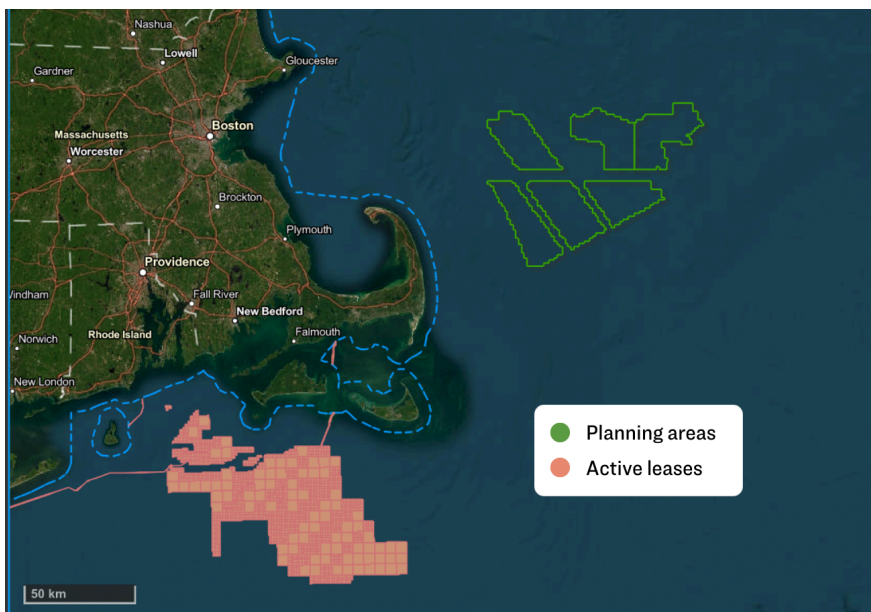 Nashua
Lowell
Gloucester
Gardner
Boston
Massachusetts
Worcester
Brockton
Plymouth
Providence
Windham
Fall River
New Bedford
Rhode Island
Falmouth
Norwich
New London
Planning areas
Active leases
50 km